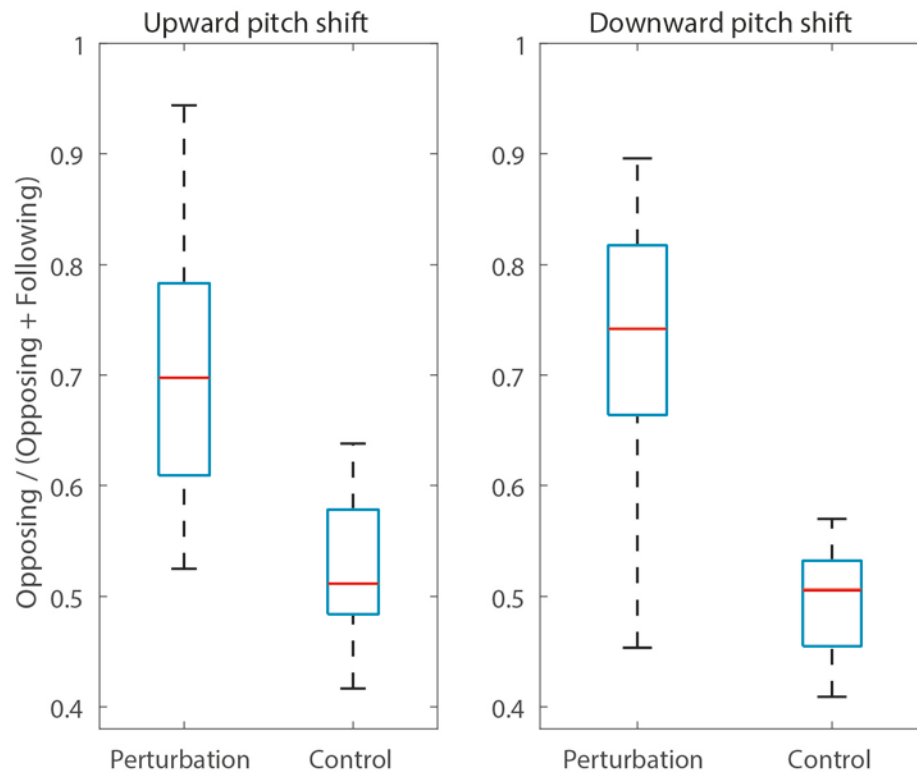 Upward pitch shift
Opposing / (Opposing + Following)
1
0.9
0.8
0.7
0.6
0.5
0.4
Perturbation Control
Downward pitch shift
1
0.9
0.8
0.7
0.6
0.5
0.4
Perturbation Control